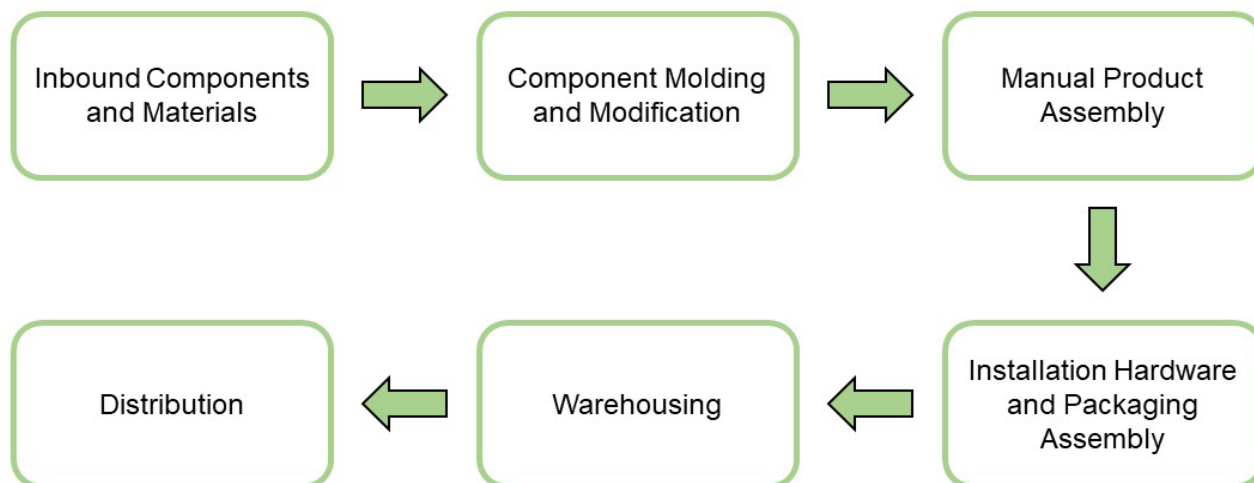 Inbound Components
and Materials
Component Molding
and Modification
Manual Product
Assembly
Installation Hardware
and Packaging
Assembly
Warehousing
Distribution